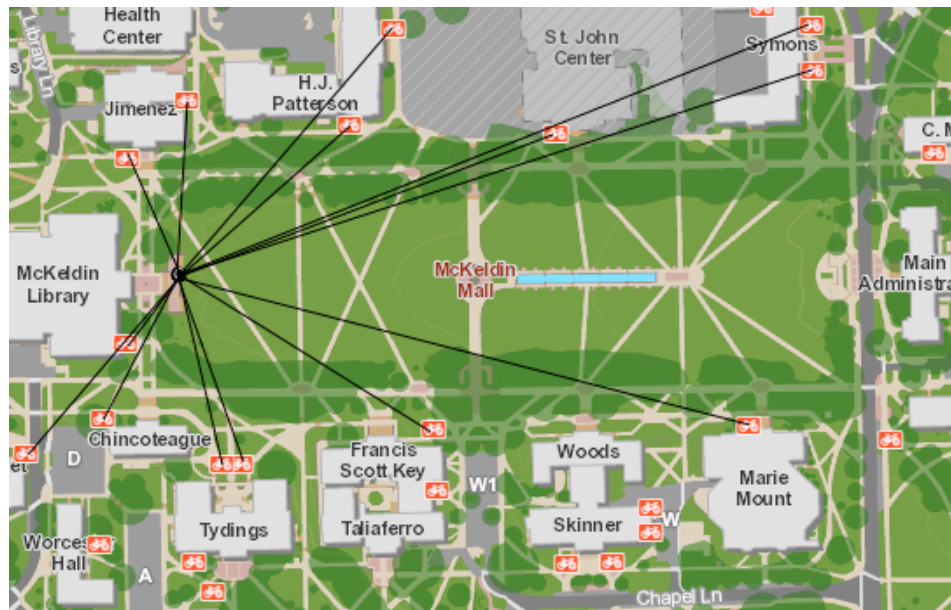 Health
Center
Library Ln
St. John
Center
Symons
H.J.
Patterson
Jimenez
s
C. M
McKeldin
Library
McKeldin
Mall
Main
Administra
Chincoteague
D
et
Francis
Scott Key
Woods
Marie
Mount
W1
W
Tydings
Taliaferro
Skinner
Worcester
Hall
A
Chapel Ln